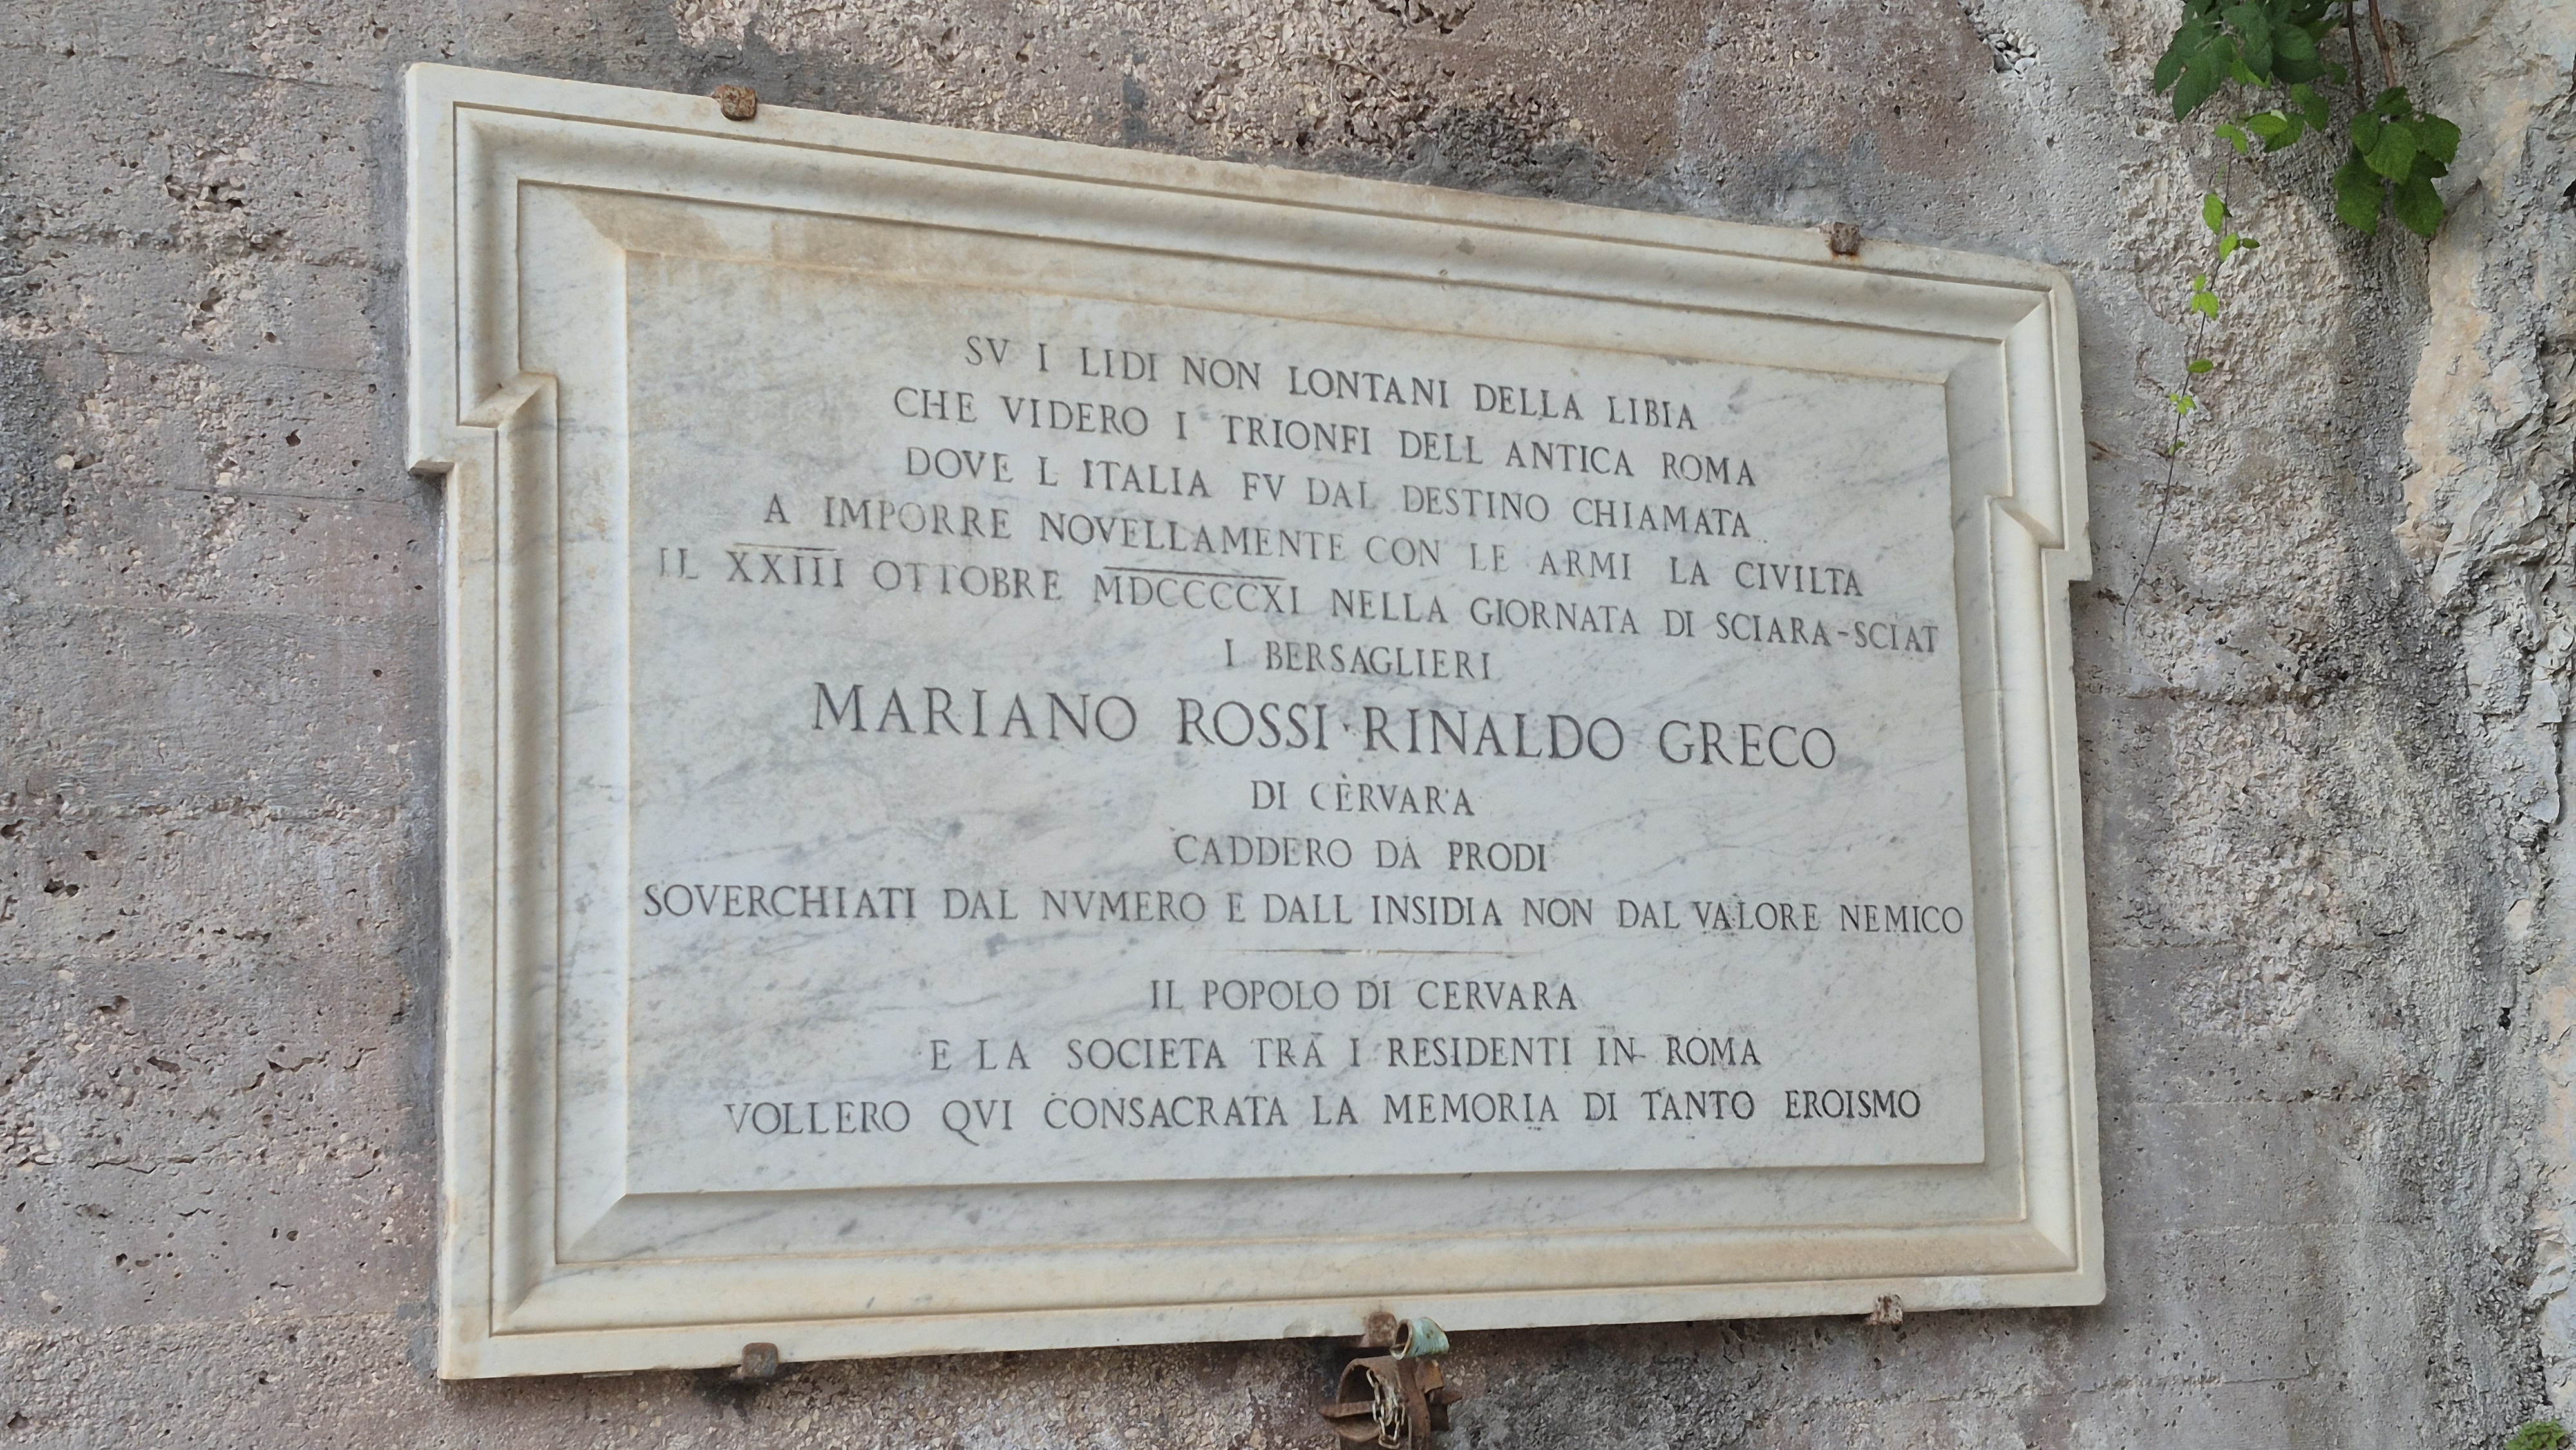 SV I LIDI NON LONTANI DELLA LIBIA
CHE VIDERO I TRIONFI DELL ANTICA ROMA
DOVE L ITALIA FV DAL DESTINO CHIAMATA
A IMPORRE NOVELLAMENTE CON LE ARMI LA CIVILTA
IL XXIII OTTOBRE MDCCCCXI NELLA GIORNATA DI SCIARA-SCIAT
I BERSAGLIERI
MARIANO ROSSI · RINALDO GRECO
DI CERVARA
CADDERO DA PRODI
SOVERCHIATI DAL NVMERO E DALL INSIDIA NON DAL VALORE NEMICO
IL POPOLO DI CERVARA
E LA SOCIETA TRA I RESIDENTI IN ROMA
VOLLERO QVI CONSACRATA LA MEMORIA DI TANTO EROISMO